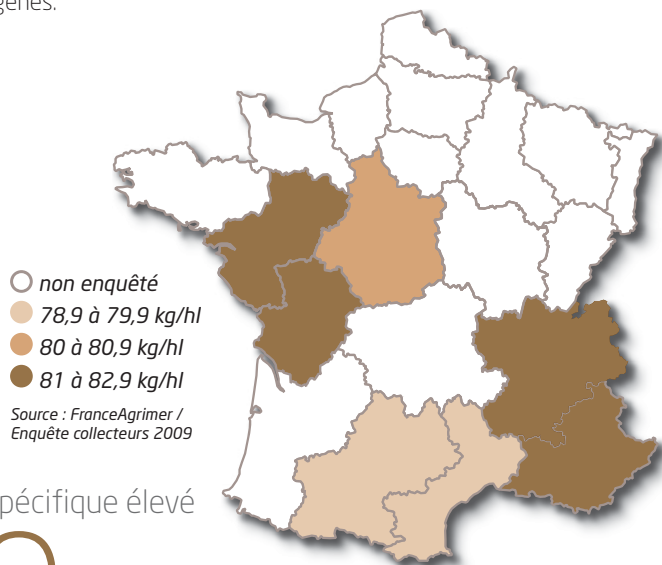 gènes.
non enquêté
78,9 à 79,9 kg/hl
80 à 80,9 kg/hl
81 à 82,9 kg/hl
Source : FranceAgrimer /
Enquête collecteurs 2009
pécifique élevé